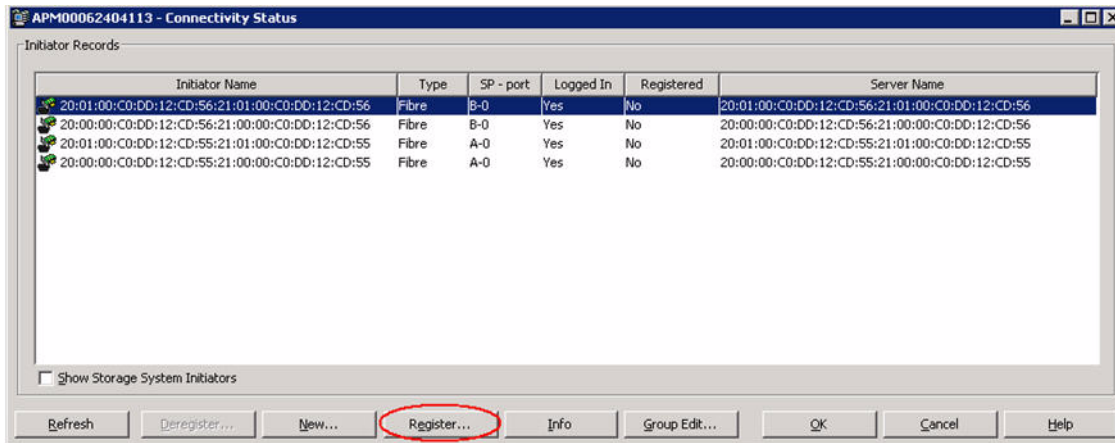 APM00062404113 - Connectivity Status
Initiator Records
Initiator Name Type SP - port Logged In Registered Server Name
20:01:00:C0:DD:12:CD:56:21:01:00:C0:DD:12:CD:56 Fibre B-0 Yes No 20:01:00:C0:DD:12:CD:56:21:01:00:C0:DD:12:CD:56
20:00:00:C0:DD:12:CD:56:21:00:00:C0:DD:12:CD:56 Fibre B-0 Yes No 20:00:00:C0:DD:12:CD:56:21:00:00:C0:DD:12:CD:56
20:01:00:C0:DD:12:CD:55:21:01:00:C0:DD:12:CD:55 Fibre A-0 Yes No 20:01:00:C0:DD:12:CD:55:21:01:00:C0:DD:12:CD:55
20:00:00:C0:DD:12:CD:55:21:00:00:C0:DD:12:CD:55 Fibre A-0 Yes No 20:00:00:C0:DD:12:CD:55:21:00:00:C0:DD:12:CD:55
Show Storage System Initiators
Refresh Deregister... New... Register... Info Group Edit... OK Cancel Help